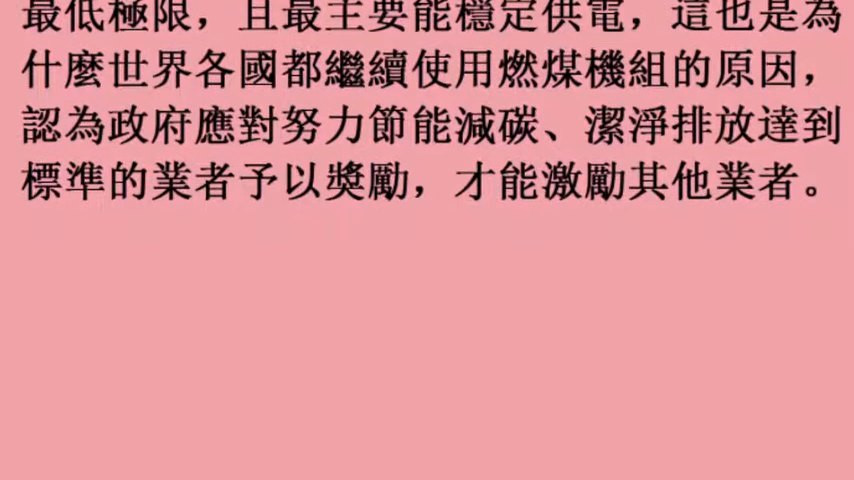 最低極限，且最主要能穩定供電，這也是為
什麼世界各國都繼續使用燃煤機組的原因，
認為政府應對努力節能減碳、潔淨排放達到
標準的業者予以獎勵，才能激勵其他業者。